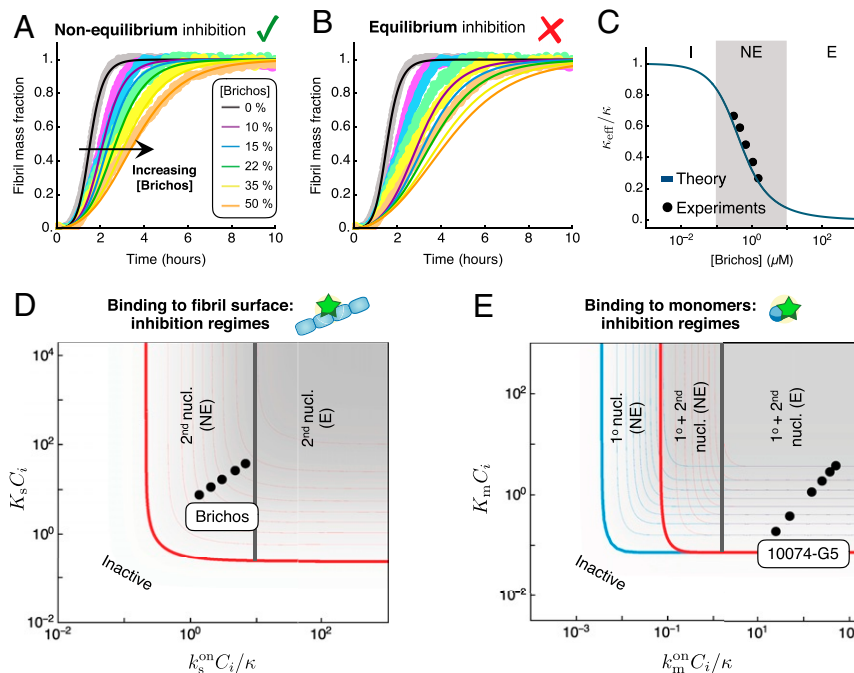 A
Non-equilibrium inhibition
Fibril mass fraction
1.
0.8
0.6
0.4
0.2
0.
0
2
4
6
8
10
Time (hours)
[Brichos]
0 %
10 %
15 %
22 %
35 %
50 %
Increasing
[Brichos]
B
Equilibrium inhibition
Fibril mass fraction
1.
0.8
0.6
0.4
0.2
0.
0
2
4
6
8
10
Time (hours)
C
I
NE
E
κeff/κ
1.0
0.8
0.6
0.4
0.2
0.
Theory
Experiments
10⁻²
10⁰
10²
[Brichos] (μM)
D
Binding to fibril surface:
inhibition regimes
KsCi
10⁴
10²
10⁰
10⁻²
2nd nucl.
(NE)
2nd nucl.
(E)
Brichos
Inactive
10⁻²
10⁰
10²
ksonCi/κ
E
Binding to monomers:
inhibition regimes
KmCi
10²
10⁰
10⁻²
1º nucl. (NE)
1º + 2nd
nucl. (NE)
1º + 2nd
nucl. (E)
10074-G5
Inactive
10⁻³
10⁻¹
10¹
10
kmonCi/κ